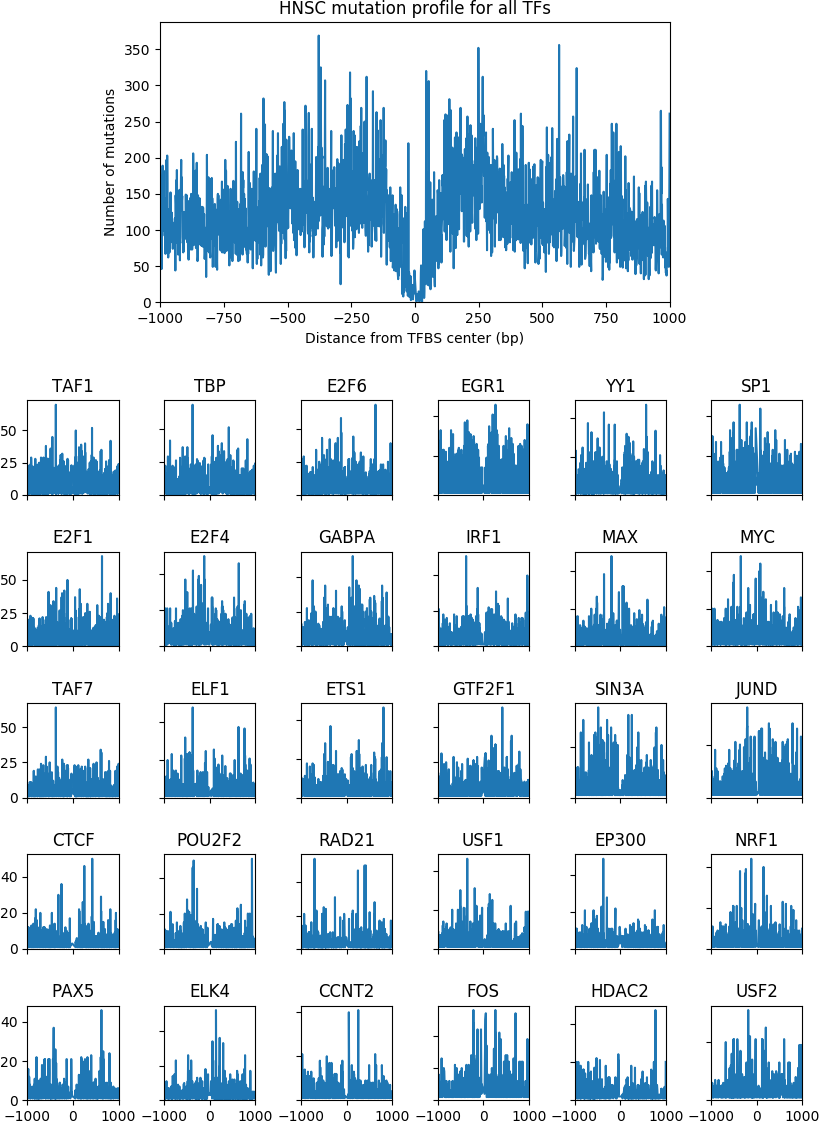 HNSC mutation profile for all TFs
350
300
250
200
150
100
50
0
Number of mutations
−1000 −750 −500 −250 0 250 500 750 1000
Distance from TFBS center (bp)
TAF1 TBP E2F6 EGR1 YY1 SP1
50
25
0
E2F1 E2F4 GABPA IRF1 MAX MYC
50
25
0
TAF7 ELF1 ETS1 GTF2F1 SIN3A JUND
50
25
0
CTCF POU2F2 RAD21 USF1 EP300 NRF1
40
20
0
PAX5 ELK4 CCNT2 FOS HDAC2 USF2
40
20
0
−1000 0 1000 −1000 0 1000 −1000 0 1000 −1000 0 1000 −1000 0 1000 −1000 0 1000